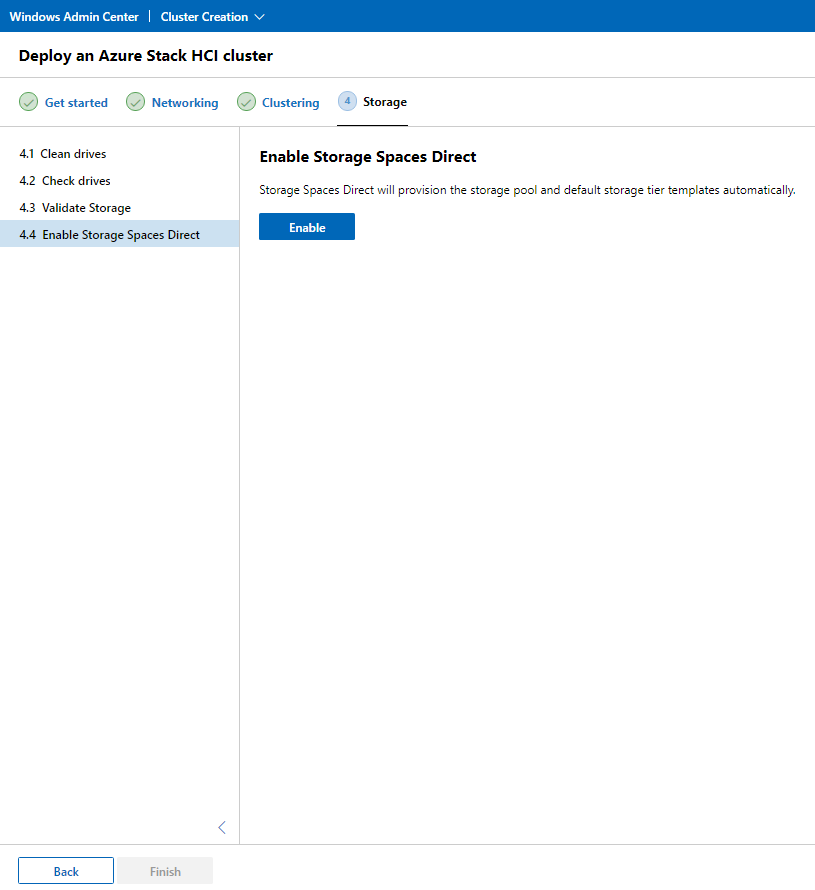 Windows Admin Center | Cluster Creation
Deploy an Azure Stack HCI cluster
Get started Networking Clustering 4 Storage
4.1 Clean drives
4.2 Check drives
4.3 Validate Storage
4.4 Enable Storage Spaces Direct
Enable Storage Spaces Direct
Storage Spaces Direct will provision the storage pool and default storage tier templates automatically.
Enable
Back Finish